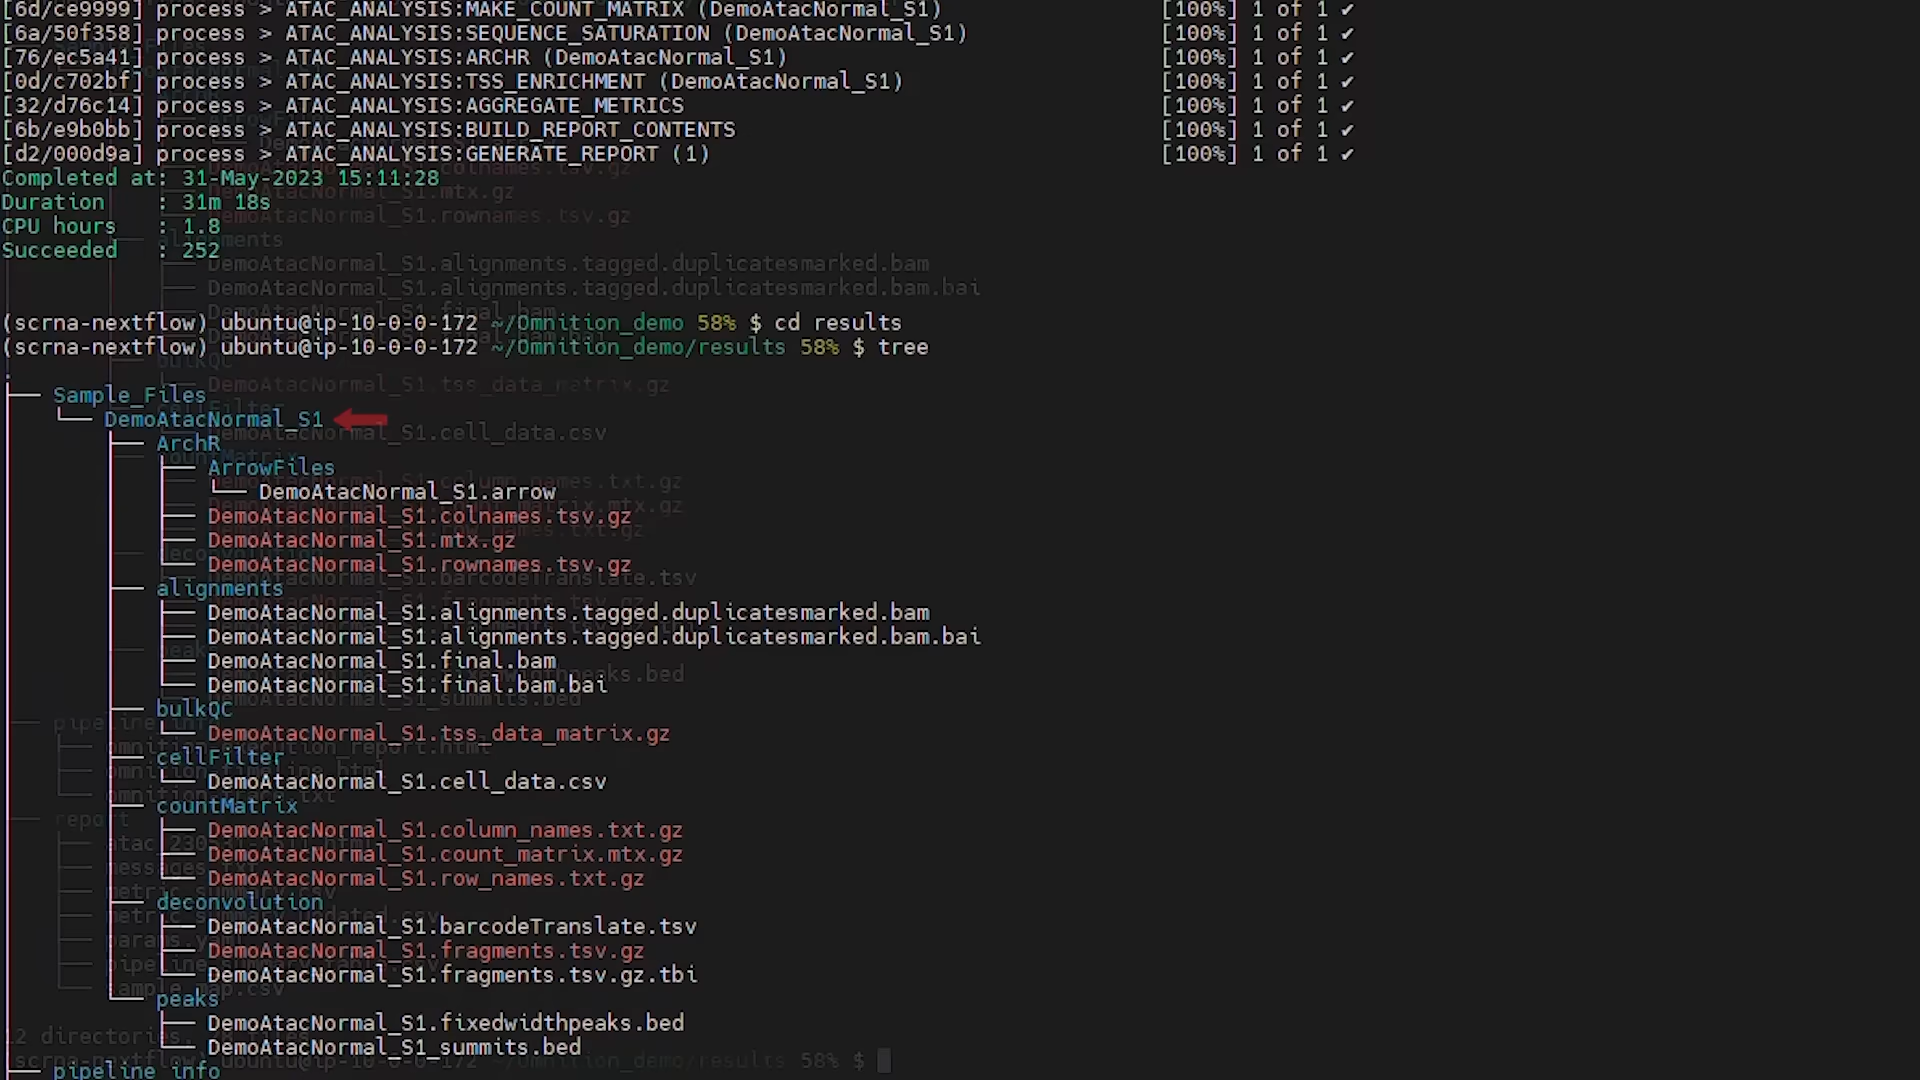 [6d/ce9999] process > ATAC_ANALYSIS:MAKE_COUNT_MATRIX (DemoAtacNormal_S1) [100%] 1 of 1 ✔
[6a/50f358] process > ATAC_ANALYSIS:SEQUENCE_SATURATION (DemoAtacNormal_S1) [100%] 1 of 1 ✔
[76/ec5a41] process > ATAC_ANALYSIS:ARCHR (DemoAtacNormal_S1) [100%] 1 of 1 ✔
[0d/c702bf] process > ATAC_ANALYSIS:TSS_ENRICHMENT (DemoAtacNormal_S1) [100%] 1 of 1 ✔
[32/d76c14] process > ATAC_ANALYSIS:AGGREGATE_METRICS [100%] 1 of 1 ✔
[6b/e9b0bb] process > ATAC_ANALYSIS:BUILD_REPORT_CONTENTS [100%] 1 of 1 ✔
[d2/000d9a] process > ATAC_ANALYSIS:GENERATE_REPORT (1) [100%] 1 of 1 ✔
Completed at: 31-May-2023 15:11:28
Duration : 31m 18s
CPU hours : 1.8
Succeeded : 252
(scrna-nextflow) ubuntu@ip-10-0-0-172 ~/Omnition_demo 58% $ cd results
(scrna-nextflow) ubuntu@ip-10-0-0-172 ~/Omnition_demo/results 58% $ tree
.
├── Sample_Files
└── DemoAtacNormal_S1
├── ArchR
├── ArrowFiles
└── DemoAtacNormal_S1.arrow
├── DemoAtacNormal_S1.colnames.tsv.gz
├── DemoAtacNormal_S1.mtx.gz
└── DemoAtacNormal_S1.rownames.tsv.gz
├── alignments
├── DemoAtacNormal_S1.alignments.tagged.duplicatesmarked.bam
├── DemoAtacNormal_S1.alignments.tagged.duplicatesmarked.bam.bai
├── DemoAtacNormal_S1.final.bam
└── DemoAtacNormal_S1.final.bam.bai
├── bulkQC
└── DemoAtacNormal_S1.tss_data_matrix.gz
├── cellFilter
└── DemoAtacNormal_S1.cell_data.csv
├── countMatrix
├── DemoAtacNormal_S1.column_names.txt.gz
├── DemoAtacNormal_S1.count_matrix.mtx.gz
└── DemoAtacNormal_S1.row_names.txt.gz
├── deconvolution
├── DemoAtacNormal_S1.barcodeTranslate.tsv
├── DemoAtacNormal_S1.fragments.tsv.gz
└── DemoAtacNormal_S1.fragments.tsv.gz.tbi
└── peaks
├── DemoAtacNormal_S1.fixedwidthpeaks.bed
└── DemoAtacNormal_S1_summits.bed
├── pipeline_info